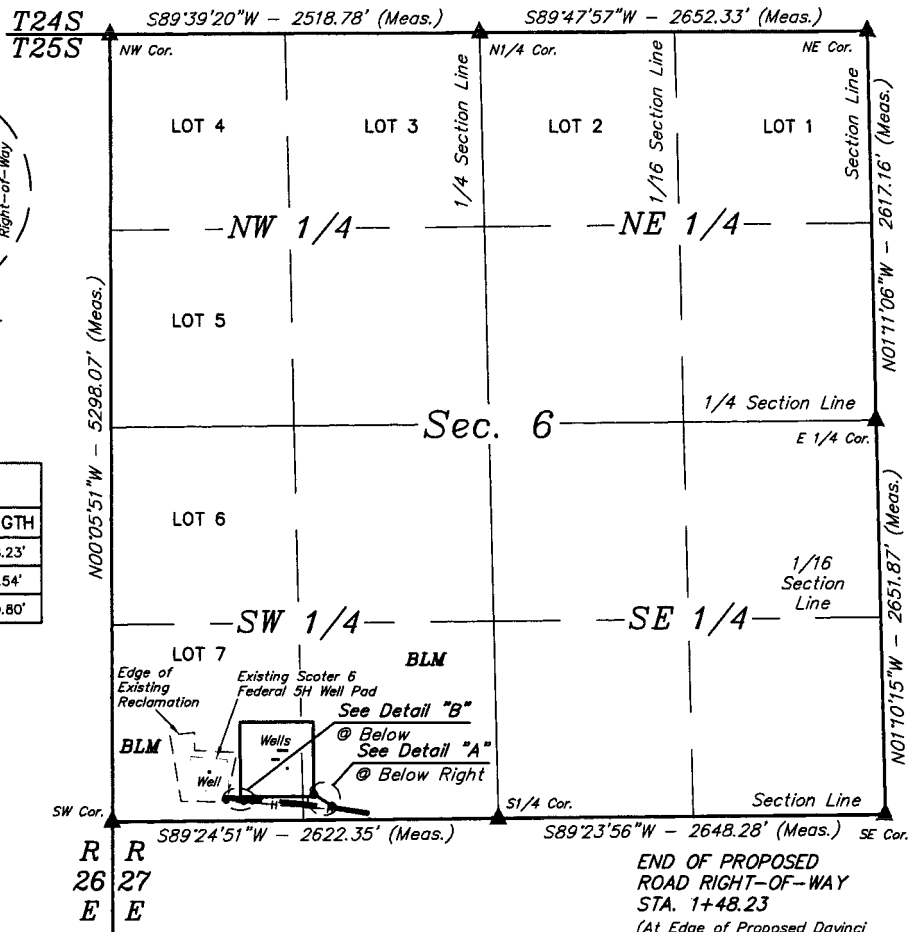 T24S
T25S
S89°39'20"W - 2518.78' (Meas.)
S89°47'57"W - 2652.33' (Meas.)
NW Cor.
N1/4 Cor.
NE Cor.
Right-of-Way
LOT 4
LOT 3
LOT 2
LOT 1
1/4 Section Line
1/16 Section Line
Section Line
N01°11'06"W - 2617.16' (Meas.)
NW 1/4
NE 1/4
N00°05'51"W - 5298.07' (Meas.)
LOT 5
1/4 Section Line
Sec. 6
E 1/4 Cor.
GTH
.23'
.54'
.80'
LOT 6
1/16
Section
Line
N01°10'15"W - 2651.87' (Meas.)
SW 1/4
SE 1/4
LOT 7
BLM
Edge of
Existing
Reclamation
Existing Scoter 6
Federal 5H Well Pad
See Detail "B"
@ Below
See Detail "A"
@ Below Right
BLM
Wells
Well
SW Cor.
S1/4 Cor.
Section Line
SE Cor.
S89°24'51"W - 2622.35' (Meas.)
S89°23'56"W - 2648.28' (Meas.)
R R
26 27
E E
END OF PROPOSED
ROAD RIGHT-OF-WAY
STA. 1+48.23
(At Edge of Proposed Davinci